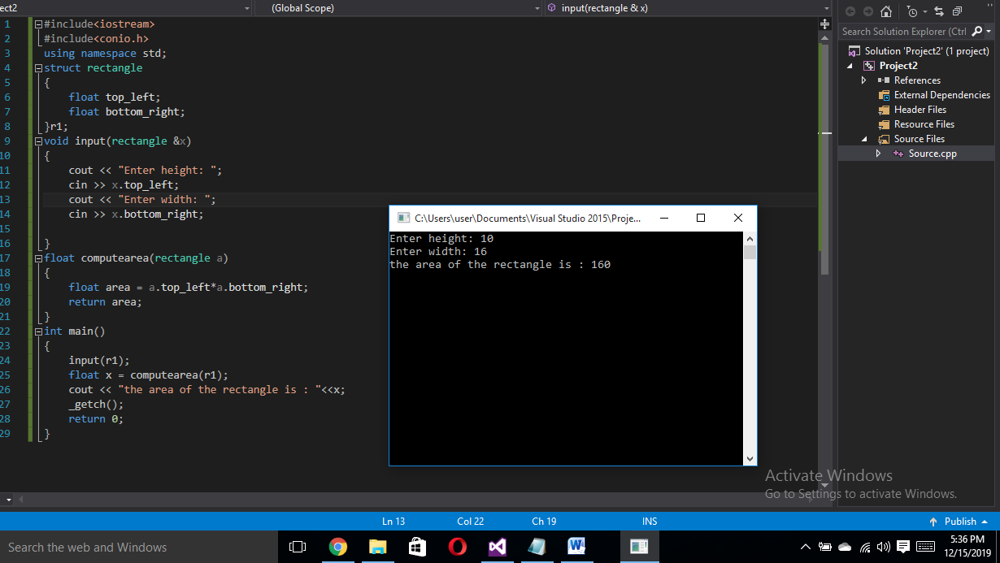 ect2 (Global Scope) input(rectangle & x)
1 #include<iostream>
2 #include<conio.h>
3 using namespace std;
4 struct rectangle
5 {
6 float top_left;
7 float bottom_right;
8 }r1;
9 void input(rectangle &x)
10 {
11 cout << "Enter height: ";
12 cin >> x.top_left;
13 cout << "Enter width: ";
14 cin >> x.bottom_right;
15
16 }
17 float computearea(rectangle a)
18 {
19 float area = a.top_left*a.bottom_right;
20 return area;
21 }
22 int main()
23 {
24 input(r1);
25 float x = computearea(r1);
26 cout << "the area of the rectangle is : "<<x;
27 _getch();
28 return 0;
29 }
C:\Users\user\Documents\Visual Studio 2015\Proje...
Enter height: 10
Enter width: 16
the area of the rectangle is : 160
Search Solution Explorer (Ctrl
Solution 'Project2' (1 project)
Project2
References
External Dependencies
Header Files
Resource Files
Source Files
Source.cpp
Activate Windows
Go to Settings to activate Windows.
Ln 13 Col 22 Ch 19 INS Publish
Search the web and Windows
5:36 PM
12/15/2019